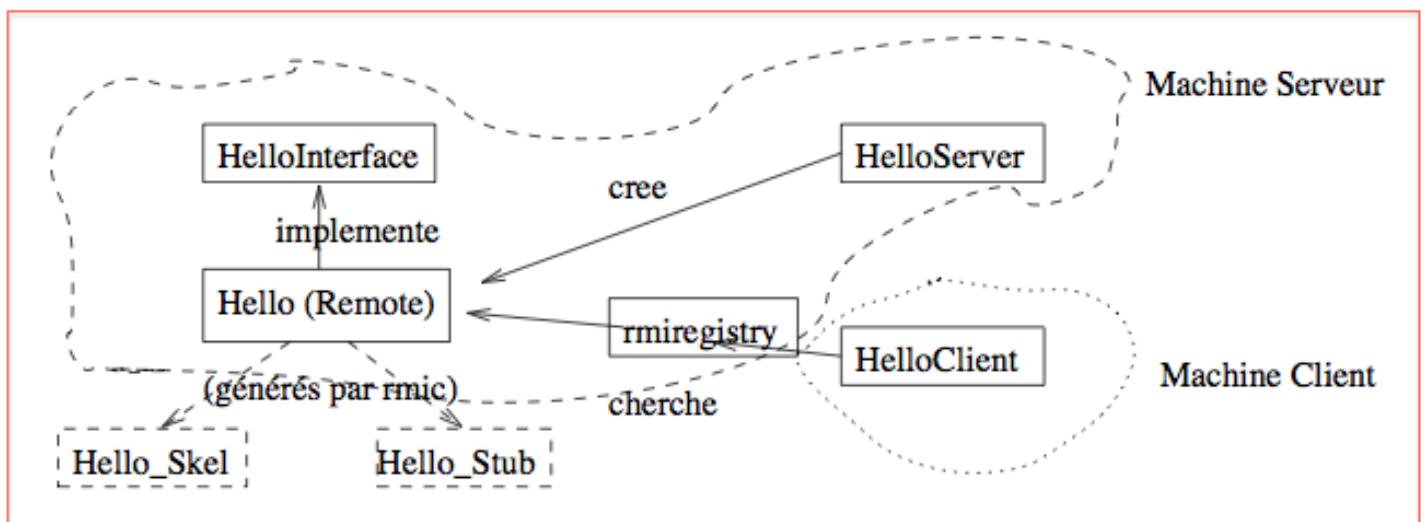 Machine Serveur
HelloInterface
HelloServer
cree
implemente
Hello (Remote)
rmiregistry
HelloClient
Machine Client
(générés par rmic)
cherche
Hello_Skel
Hello_Stub